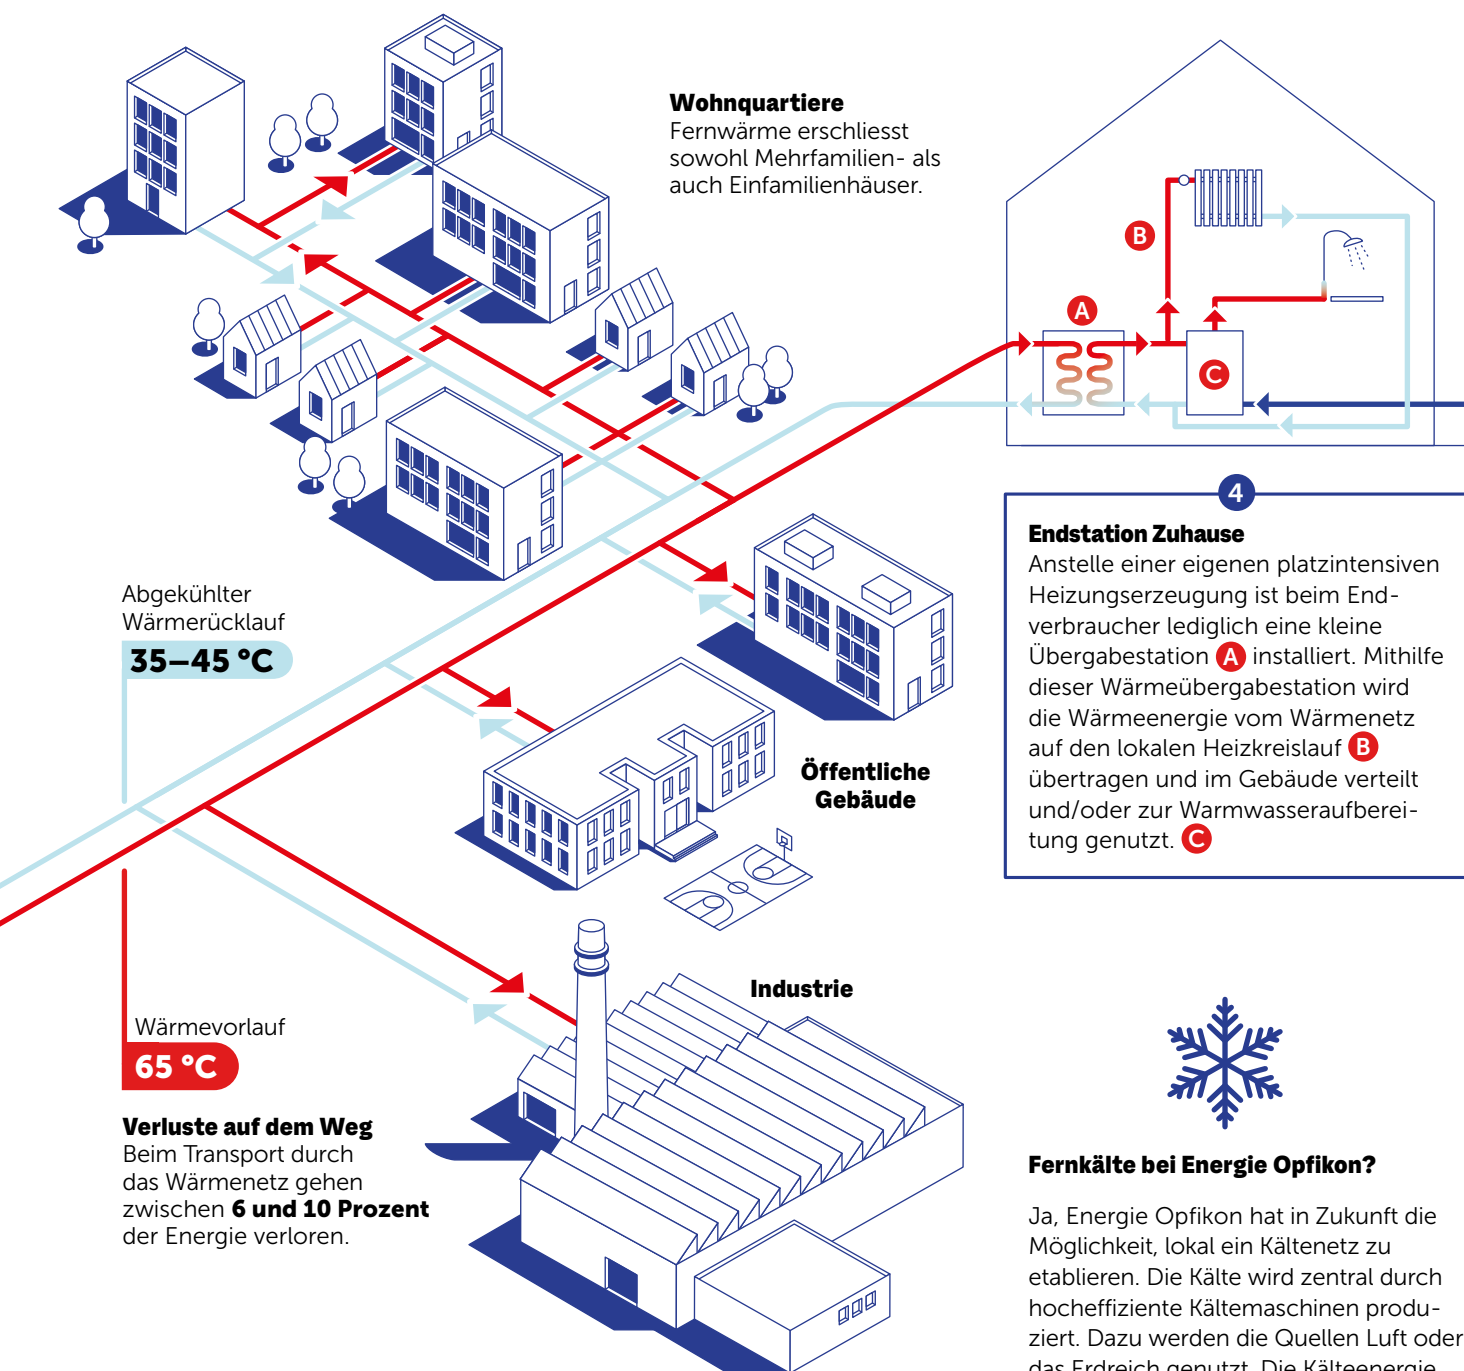 Wohnquartiere
Fernwärme erschliesst
sowohl Mehrfamilien- als
auch Einfamilienhäuser.
B
A
C
4
Endstation Zuhause
Anstelle einer eigenen platzintensiven
Heizungserzeugung ist beim End-
verbraucher lediglich eine kleine
Übergabestation A installiert. Mithilfe
dieser Wärmeübergabestation wird
die Wärmeenergie vom Wärmenetz
auf den lokalen Heizkreislauf B
übertragen und im Gebäude verteilt
und/oder zur Warmwasseraufberei-
tung genutzt. C
Abgekühlter
Wärmerücklauf
35–45 °C
Öffentliche
Gebäude
Industrie
Wärmevorlauf
65 °C
Verluste auf dem Weg
Beim Transport durch
das Wärmenetz gehen
zwischen 6 und 10 Prozent
der Energie verloren.
Fernkälte bei Energie Opfikon?
Ja, Energie Opfikon hat in Zukunft die
Möglichkeit, lokal ein Kältenetz zu
etablieren. Die Kälte wird zentral durch
hocheffiziente Kältemaschinen produ-
ziert. Dazu werden die Quellen Luft oder
das Erdreich genutzt. Die Kälteenergie